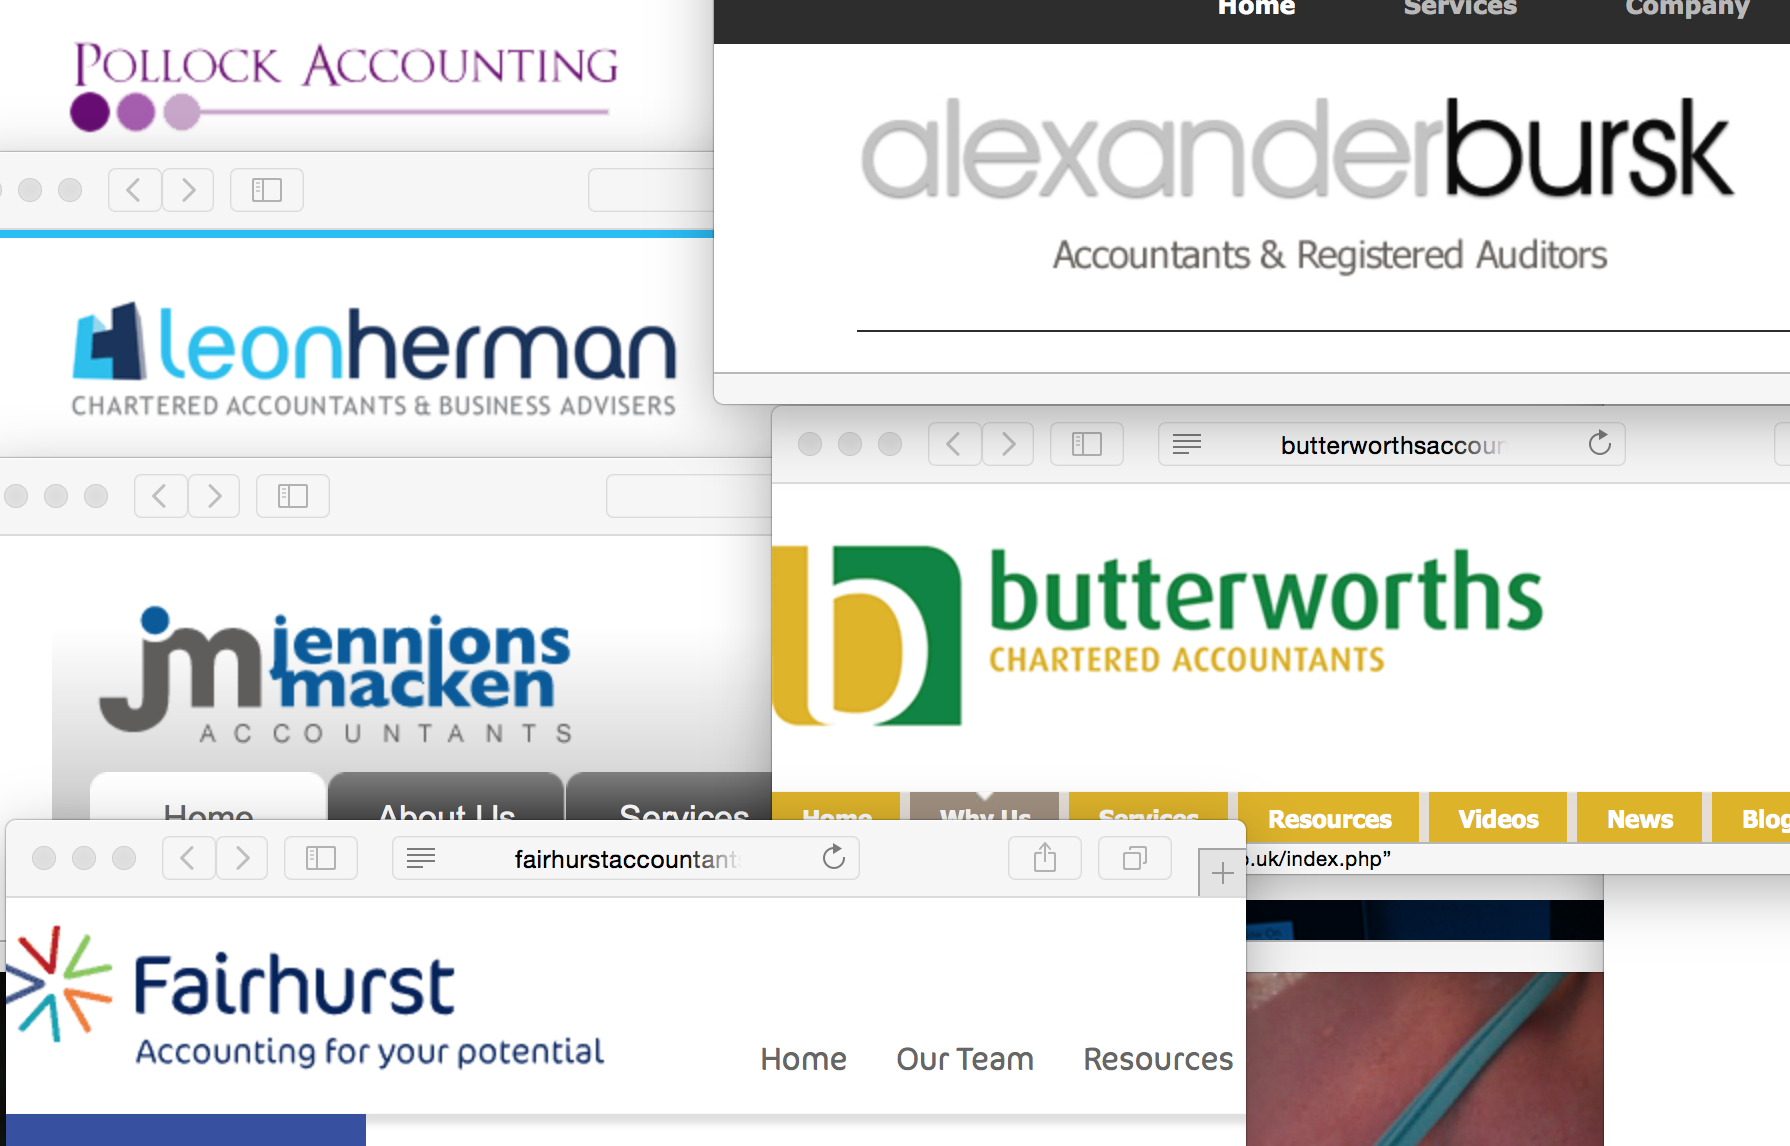 POLLOCK ACCOUNTING
Home Services Company
alexanderbursk
Accountants & Registered Auditors
leonherman
CHARTERED ACCOUNTANTS & BUSINESS ADVISERS
butterworthsaccour
jm jennions
macken
ACCOUNTANTS
b butterworths
CHARTERED ACCOUNTANTS
Home About Us Services
Home Why Us Services Resources Videos News Blog
.uk/index.php”
fairhurstaccountant
Fairhurst
Accounting for your potential
Home Our Team Resources